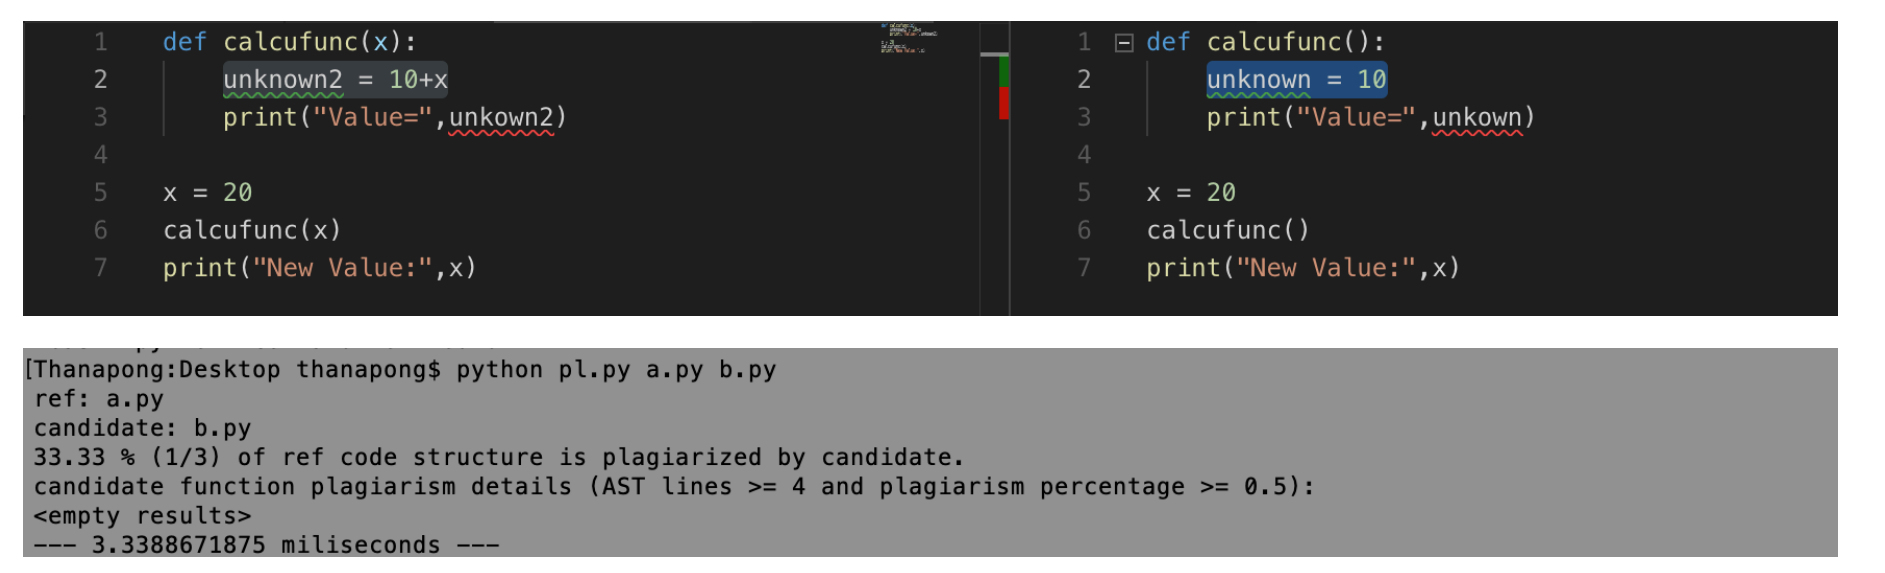 1 def calcufunc(x):
2 unknown2 = 10+x
3 print("Value=",unkown2)
4
5 x = 20
6 calcufunc(x)
7 print("New Value:",x)
1 def calcufunc():
2 unknown = 10
3 print("Value=",unkown)
4
5 x = 20
6 calcufunc()
7 print("New Value:",x)
[Thanapong:Desktop thanapong$ python pl.py a.py b.py
ref: a.py
candidate: b.py
33.33 % (1/3) of ref code structure is plagiarized by candidate.
candidate function plagiarism details (AST lines >= 4 and plagiarism percentage >= 0.5):
<empty results>
--- 3.3388671875 miliseconds ---